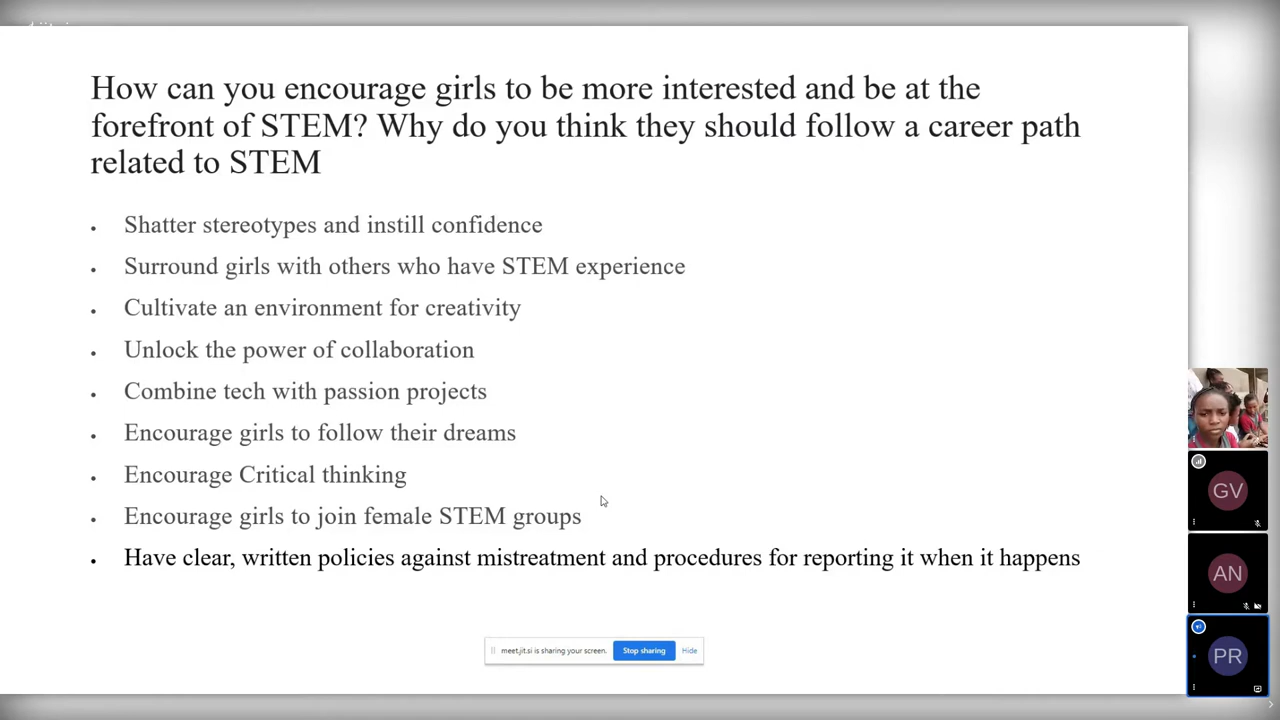 How can you encourage girls to be more interested and be at the
forefront of STEM? Why do you think they should follow a career path
related to STEM
• Shatter stereotypes and instill confidence
• Surround girls with others who have STEM experience
• Cultivate an environment for creativity
• Unlock the power of collaboration
• Combine tech with passion projects
• Encourage girls to follow their dreams
• Encourage Critical thinking
• Encourage girls to join female STEM groups
• Have clear, written policies against mistreatment and procedures for reporting it when it happens
meet.jit.si is sharing your screen. Stop sharing Hide
GV
AN
PR